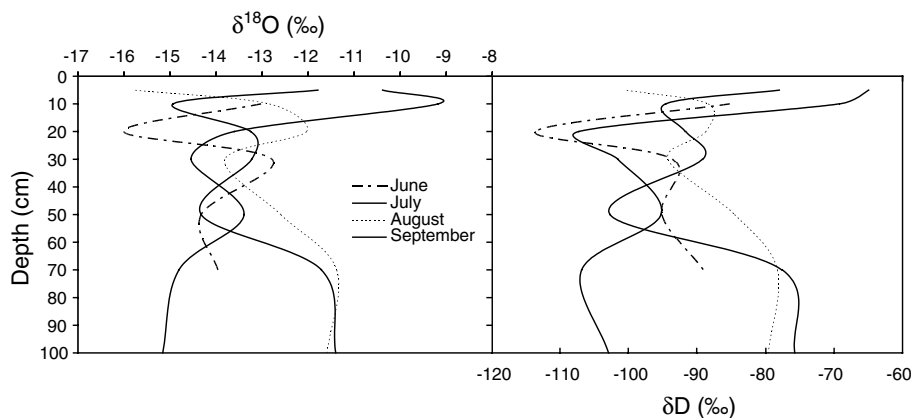 δ¹⁸O (‰)
-17 -16 -15 -14 -13 -12 -11 -10 -9 -8
0
10
20
30
40
50
60
70
80
90
100
Depth (cm)
June
July
August
September
-120 -110 -100 -90 -80 -70 -60
δD (‰)